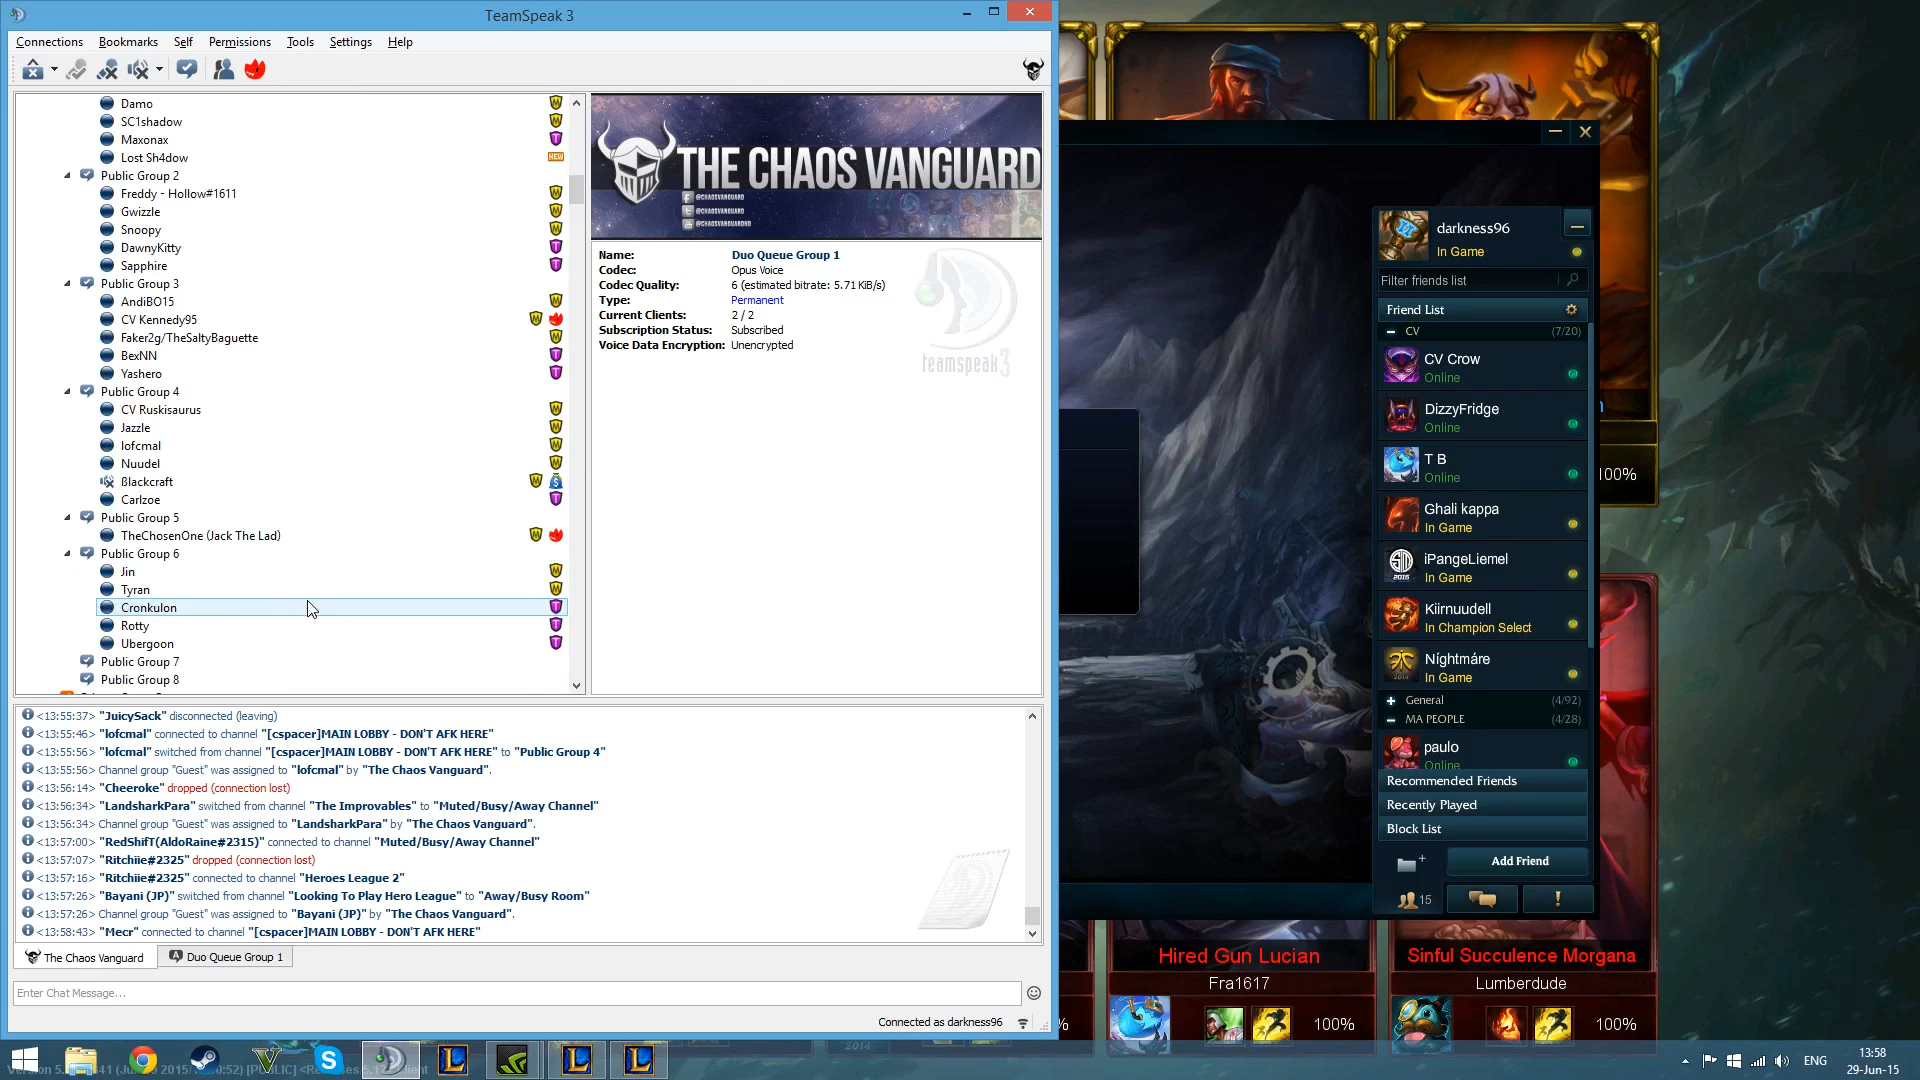 TeamSpeak 3
Connections Bookmarks Self Permissions Tools Settings Help
Damo
SC1shadow
Maxonax
Lost Sh4dow
NEW
Public Group 2
Freddy - Hollow#1611
Gwizzle
Snoopy
DawnyKitty
Sapphire
Public Group 3
AndiBO15
CV Kennedy95
Faker2g/TheSaltyBaguette
BexNN
Yashero
Public Group 4
CV Ruskisaurus
Jazzle
lofcmal
Nuudel
ßlackcraft
Carlzoe
Public Group 5
TheChosenOne (Jack The Lad)
Public Group 6
Jin
Tyran
Cronkulon
Rotty
Ubergoon
Public Group 7
Public Group 8
THE CHAOS VANGUARD
@CHAOSVANGUARD
@CHAOSVANGUARD
@CHAOSVANGUARDHD
Name: Duo Queue Group 1
Codec: Opus Voice
Codec Quality: 6 (estimated bitrate: 5.71 KiB/s)
Type: Permanent
Current Clients: 2 / 2
Subscription Status: Subscribed
Voice Data Encryption: Unencrypted
teamspeak3
<13:55:37> "JuicySack" disconnected (leaving)
<13:55:46> "lofcmal" connected to channel "[cspacer]MAIN LOBBY - DON'T AFK HERE"
<13:55:56> "lofcmal" switched from channel "[cspacer]MAIN LOBBY - DON'T AFK HERE" to "Public Group 4"
<13:55:56> Channel group "Guest" was assigned to "lofcmal" by "The Chaos Vanguard".
<13:56:14> "Cheeroke" dropped (connection lost)
<13:56:34> "LandsharkPara" switched from channel "The Improvables" to "Muted/Busy/Away Channel"
<13:56:34> Channel group "Guest" was assigned to "LandsharkPara" by "The Chaos Vanguard".
<13:57:00> "RedShifT(AldoRaine#2315)" connected to channel "Muted/Busy/Away Channel"
<13:57:07> "Ritchiie#2325" dropped (connection lost)
<13:57:16> "Ritchiie#2325" connected to channel "Heroes League 2"
<13:57:26> "Bayani (JP)" switched from channel "Looking To Play Hero League" to "Away/Busy Room"
<13:57:26> Channel group "Guest" was assigned to "Bayani (JP)" by "The Chaos Vanguard".
<13:58:43> "Mecr" connected to channel "[cspacer]MAIN LOBBY - DON'T AFK HERE"
The Chaos Vanguard
Duo Queue Group 1
Enter Chat Message...
Connected as darkness96
darkness96
In Game
Filter friends list
Friend List
CV (7/20)
CV Crow
Online
DizzyFridge
Online
T B
Online
Ghali kappa
In Game
iPangeLiemel
In Game
Kiirnuudell
In Champion Select
Níghtmáre
In Game
General (4/92)
MA PEOPLE (4/28)
paulo
Online
Recommended Friends
Recently Played
Block List
Add Friend
15
100%
Hired Gun Lucian
Fra1617
100%
Sinful Succulence Morgana
Lumberdude
100%
ENG
13:58
29-Jun-15